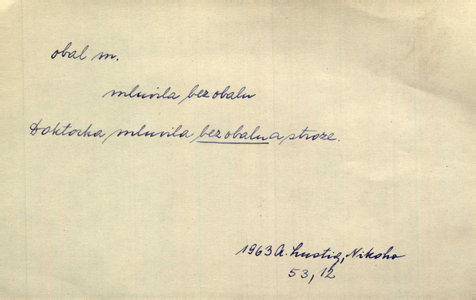 obal m.
mluvila bez obalu
Doktorka mluvila bez obalu a stroze.
1963 A. Lustig, Nikoho
53, 12